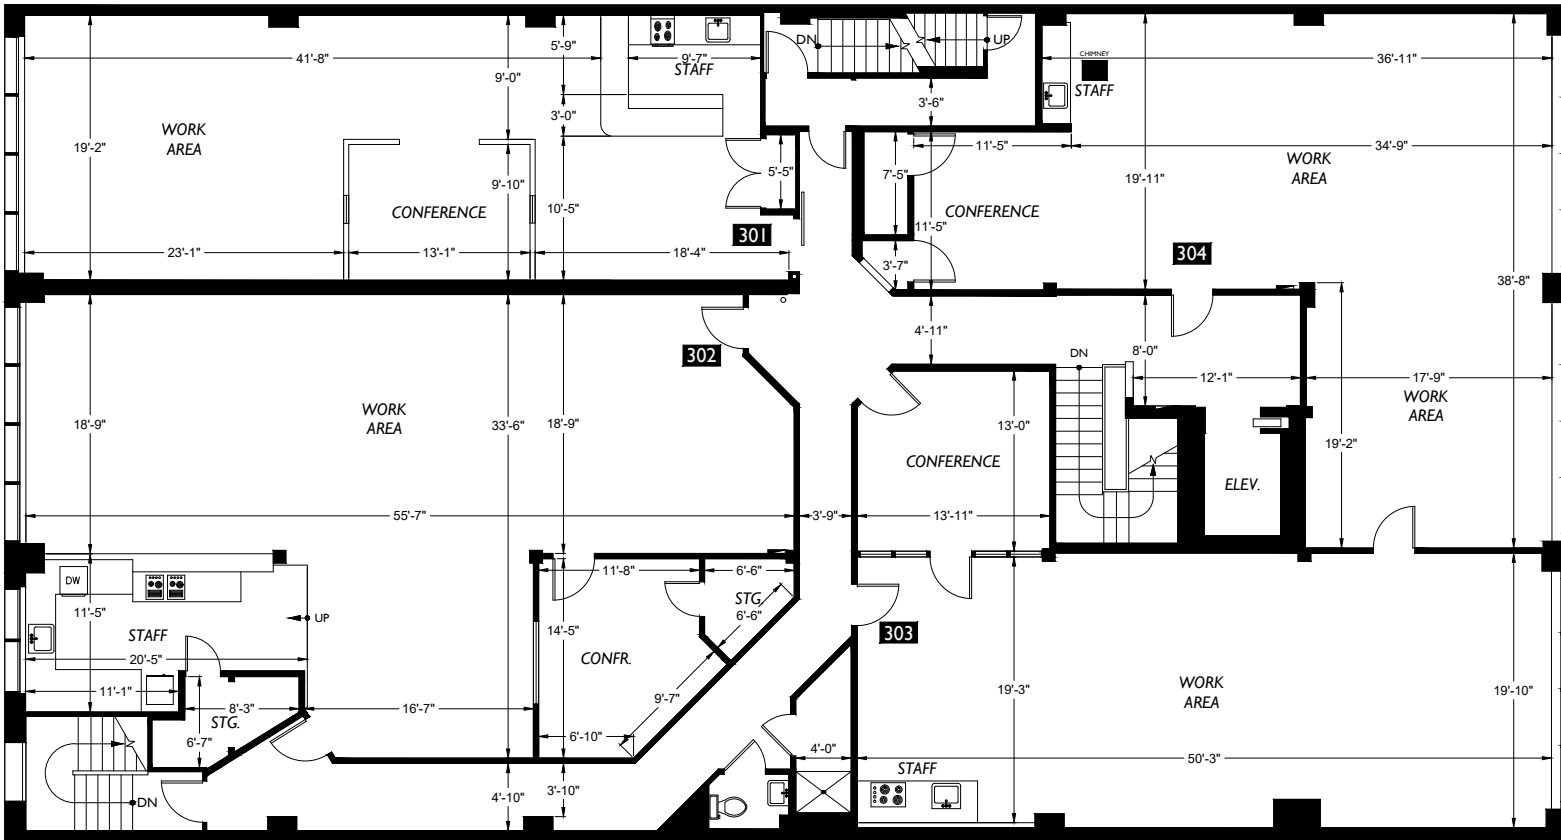 DN
UP
5'-9"
9'-7"
STAFF
41'-8"
9'-0"
CHIMNEY
36'-11"
STAFF
3'-6"
3'-0"
WORK
AREA
19'-2"
11'-5"
34'-9"
WORK
AREA
5'-5"
7'-5"
9'-10"
19'-11"
10'-5"
CONFERENCE
CONFERENCE
11'-5"
301
23'-1"
13'-1"
18'-4"
3'-7"
304
38'-8"
4'-11"
302
DN
8'-0"
12'-1"
17'-9"
WORK
AREA
WORK
AREA
18'-9"
33'-6"
18'-9"
13'-0"
19'-2"
CONFERENCE
ELEV.
55'-7"
3'-9"
13'-11"
DW
11'-8"
6'-6"
STG.
6'-6"
11'-5"
UP
STAFF
14'-5"
303
20'-5"
CONFR.
11'-1"
8'-3"
16'-7"
9'-7"
19'-3"
WORK
AREA
19'-10"
STG.
6'-7"
6'-10"
4'-0"
50'-3"
STAFF
DN
4'-10"
3'-10"